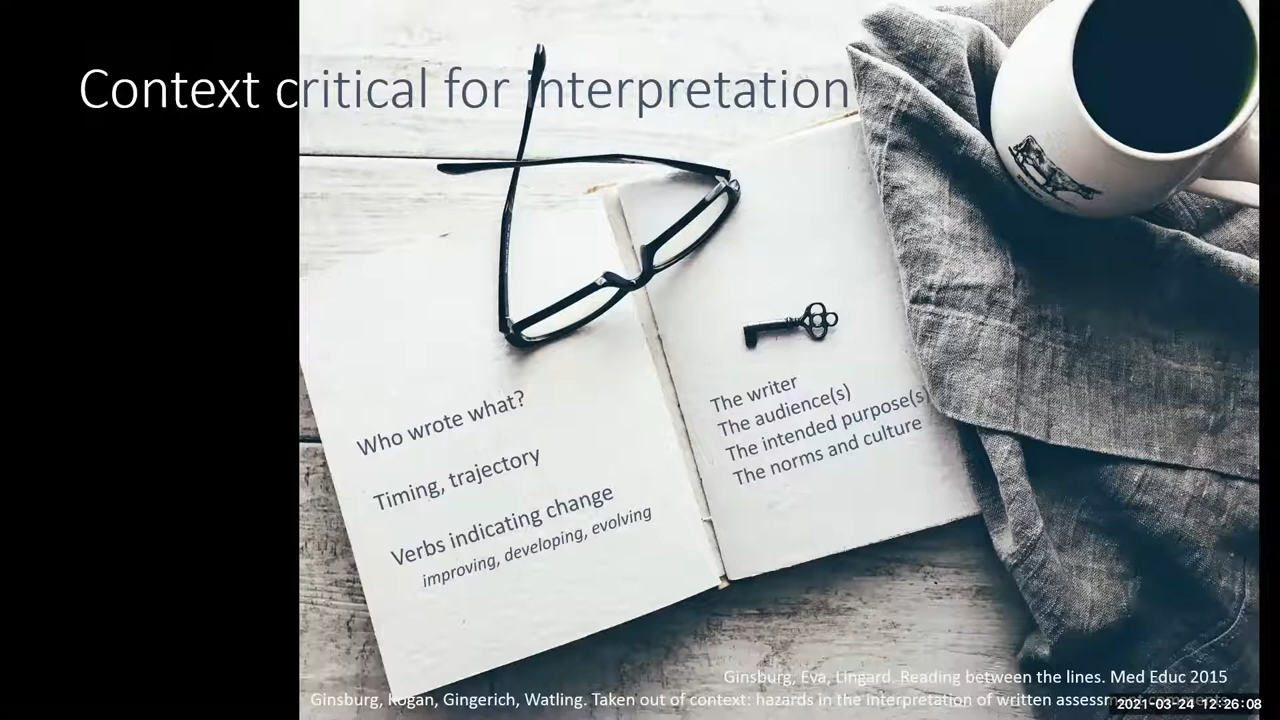 Context critical for interpretation
Who wrote what?
Timing, trajectory
Verbs indicating change
improving, developing, evolving
The writer
The audience(s)
The intended purpose(s)
The norms and culture
Ginsburg, Eva, Lingard. Reading between the lines. Med Educ 2015
Ginsburg, Kogan, Gingerich, Watling. Taken out of context: hazards in the interpretation of written
2021-03-24 12:26:08